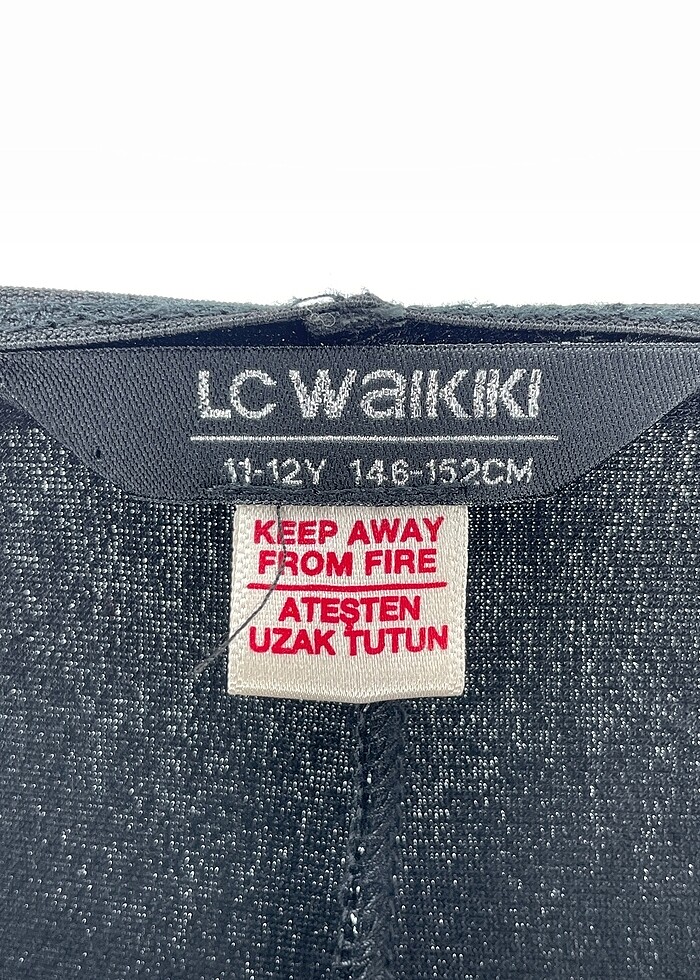 LC WAIKIKI
11-12Y 146-152CM
KEEP AWAY
FROM FIRE
ATEŞTEN
UZAK TUTUN